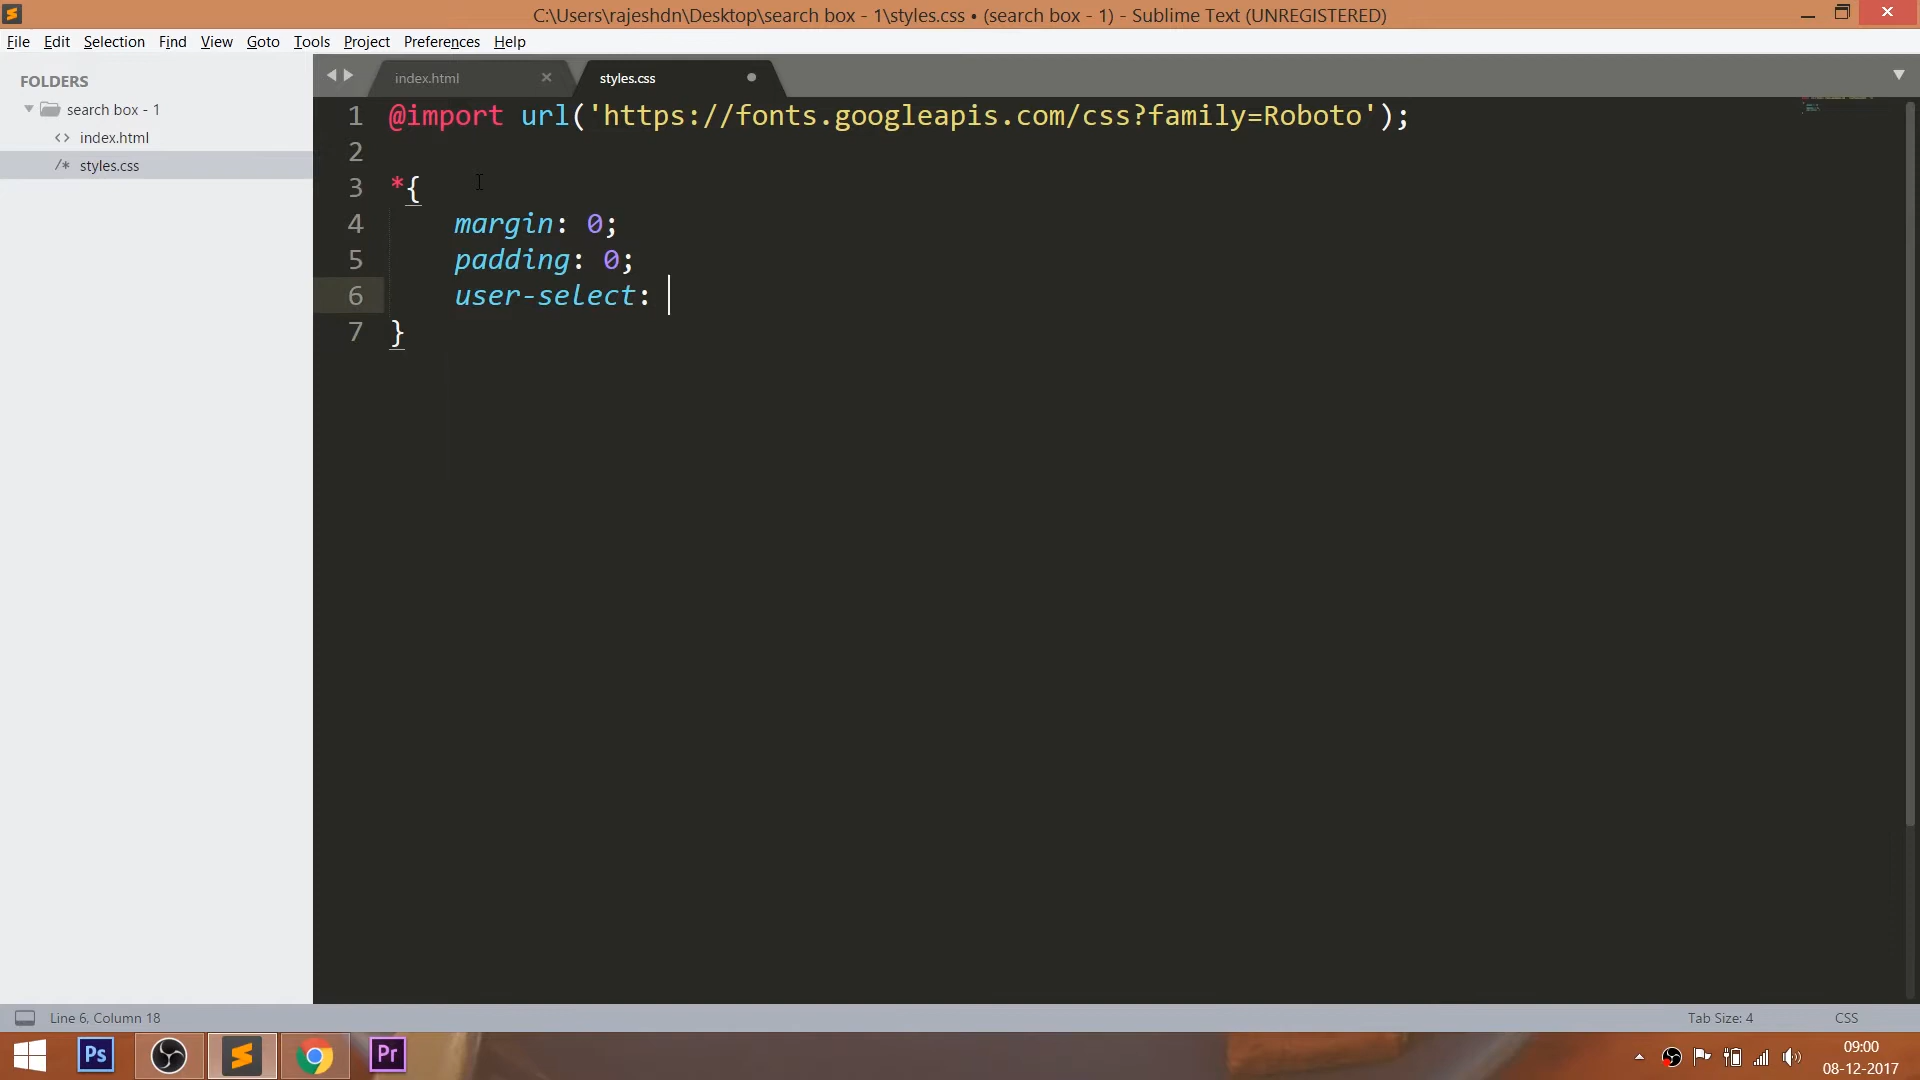 C:\Users\rajeshdn\Desktop\search box - 1\styles.css • (search box - 1) - Sublime Text (UNREGISTERED)
File Edit Selection Find View Goto Tools Project Preferences Help
FOLDERS
search box - 1
<> index.html
/* styles.css
index.html
styles.css
1 @import url('https://fonts.googleapis.com/css?family=Roboto');
2
3 *{
4 margin: 0;
5 padding: 0;
6 user-select:
7 }
Line 6, Column 18
Tab Size: 4
CSS
Ps
Pr
09:00
08-12-2017